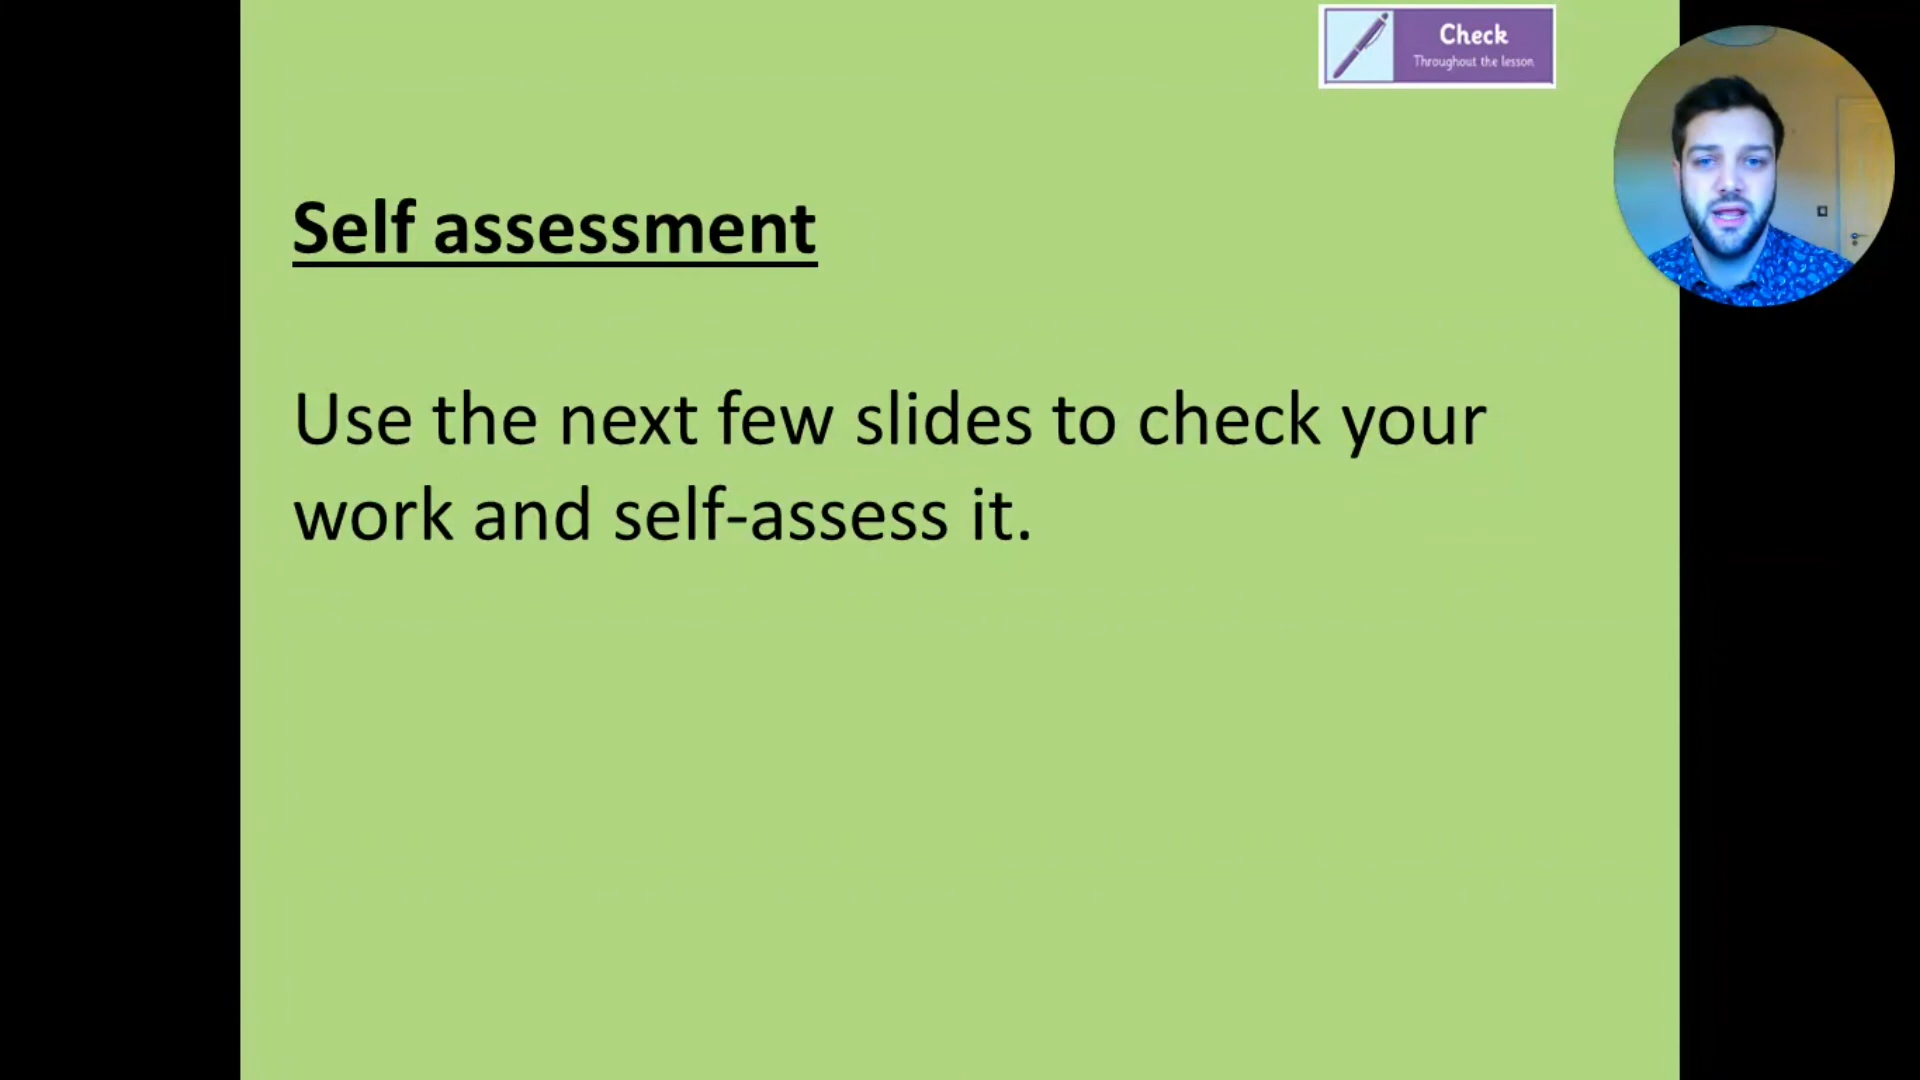 Check
Throughout the lesson
Self assessment
Use the next few slides to check your
work and self-assess it.